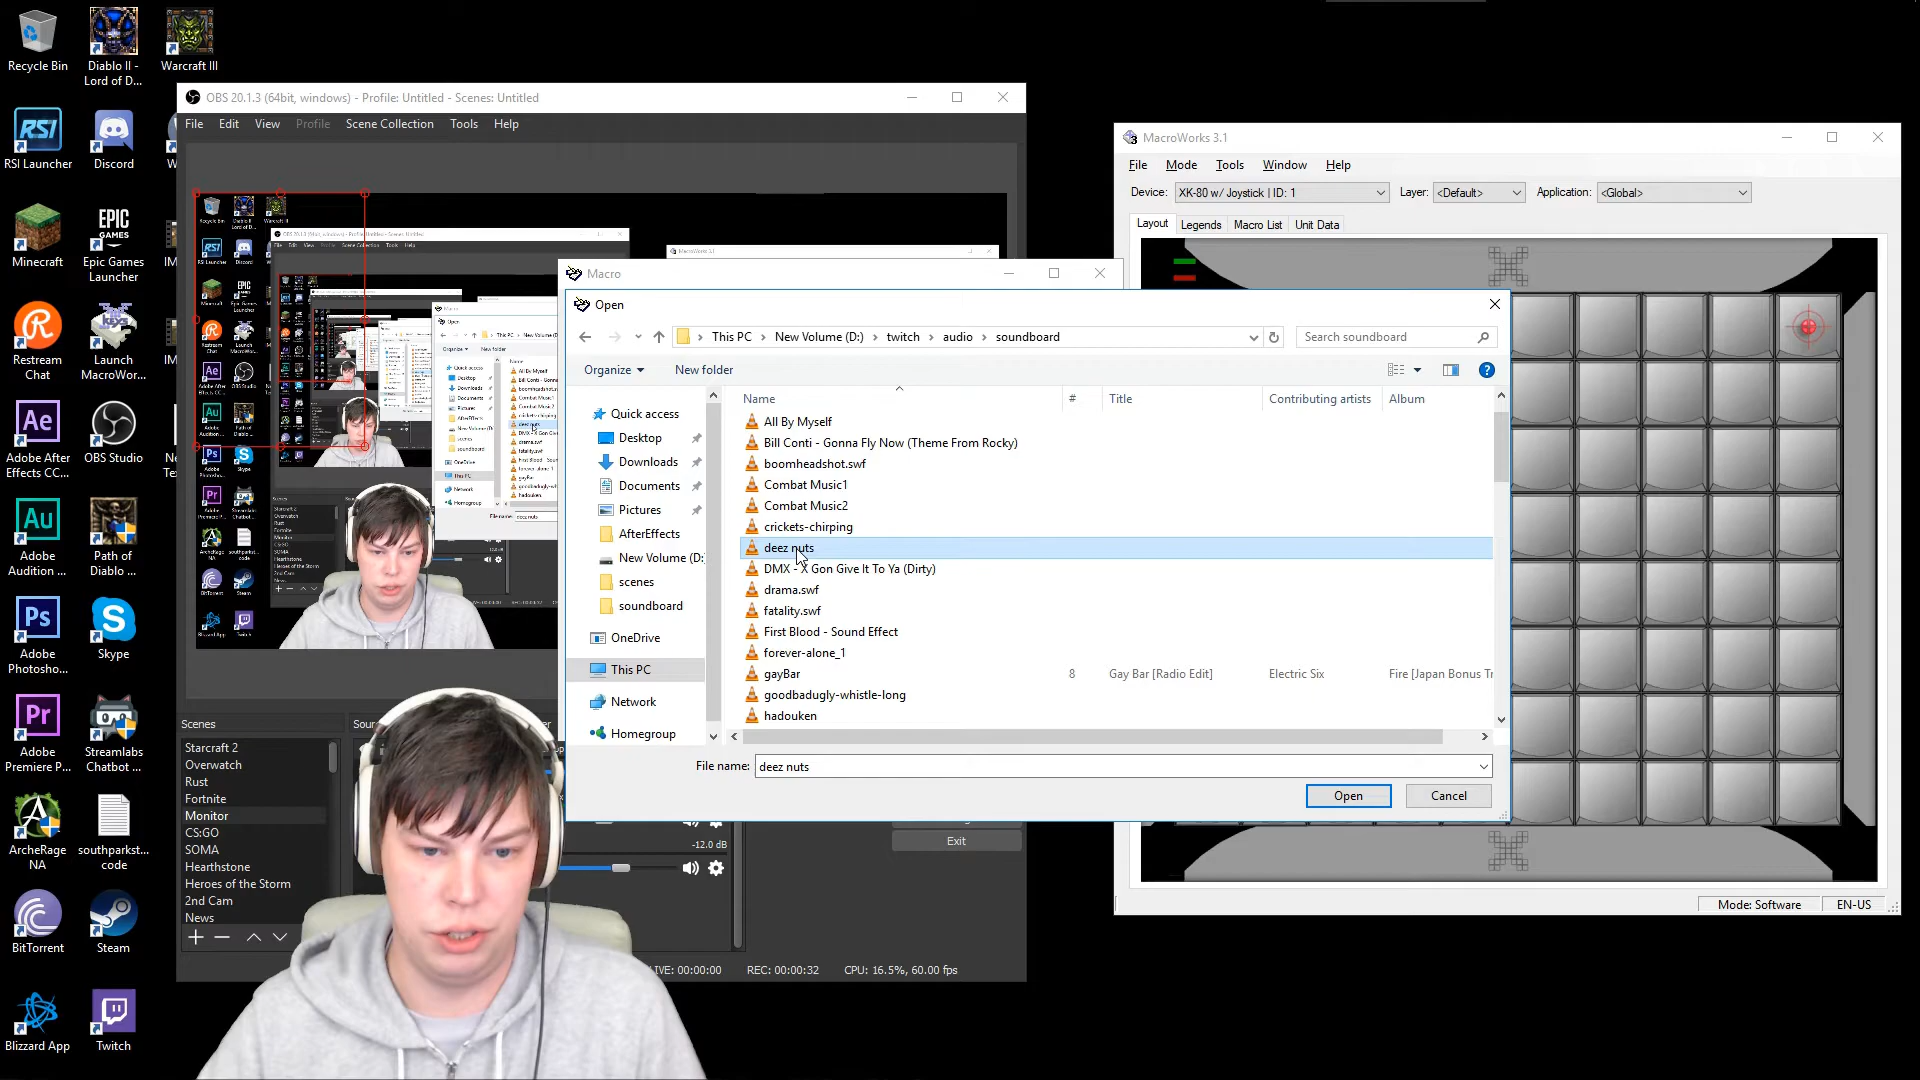 Recycle Bin
Diablo II -
Lord of D...
Warcraft III
RSI Launcher
Discord
Minecraft
Epic Games
Launcher
Restream
Chat
Launch
MacroWor...
Adobe After
Effects CC...
OBS Studio
Adobe
Audition ...
Path of
Diablo ...
Adobe
Photosho...
Skype
Adobe
Premiere P...
Streamlabs
Chatbot ...
ArcheRage
NA
southparkst...
code
BitTorrent
Steam
Blizzard App
Twitch
OBS 20.1.3 (64bit, windows) - Profile: Untitled - Scenes: Untitled
File Edit View Profile Scene Collection Tools Help
Scenes
Starcraft 2
Overwatch
Rust
Fortnite
Monitor
CS:GO
SOMA
Hearthstone
Heroes of the Storm
2nd Cam
News
-12.0 dB
Exit
LIVE: 00:00:00 REC: 00:00:32 CPU: 16.5%, 60.00 fps
Macro
Open
This PC > New Volume (D:) > twitch > audio > soundboard
Search soundboard
Organize New folder
Quick access
Desktop
Downloads
Documents
Pictures
AfterEffects
New Volume (D:)
scenes
soundboard
OneDrive
This PC
Network
Homegroup
Name # Title Contributing artists Album
All By Myself
Bill Conti - Gonna Fly Now (Theme From Rocky)
boomheadshot.swf
Combat Music1
Combat Music2
crickets-chirping
deez nuts
DMX - X Gon Give It To Ya (Dirty)
drama.swf
fatality.swf
First Blood - Sound Effect
forever-alone_1
gayBar 8 Gay Bar [Radio Edit] Electric Six Fire [Japan Bonus Tr
goodbadugly-whistle-long
hadouken
File name: deez nuts
Open Cancel
MacroWorks 3.1
File Mode Tools Window Help
Device: XK-80 w/ Joystick | ID: 1 Layer: <Default> Application: <Global>
Layout Legends Macro List Unit Data
Mode: Software EN-US